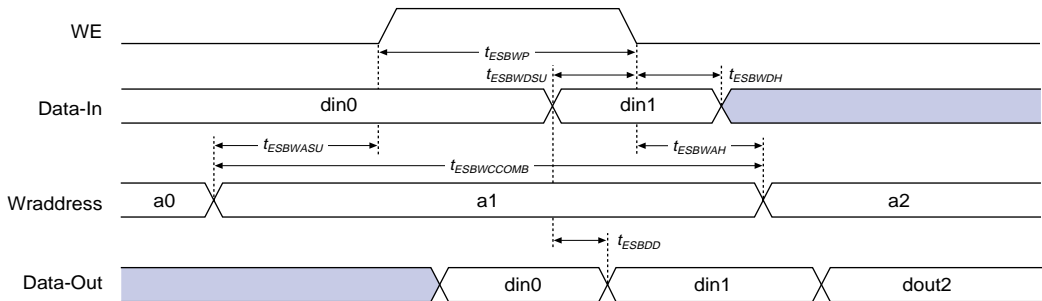 WE
tESBWP
tESBWDSU
tESBWDH
Data-In
din0
din1
tESBWASU
tESBWAH
tESBWCCOMB
Wraddress
a0
a1
a2
tESBDD
Data-Out
din0
din1
dout2